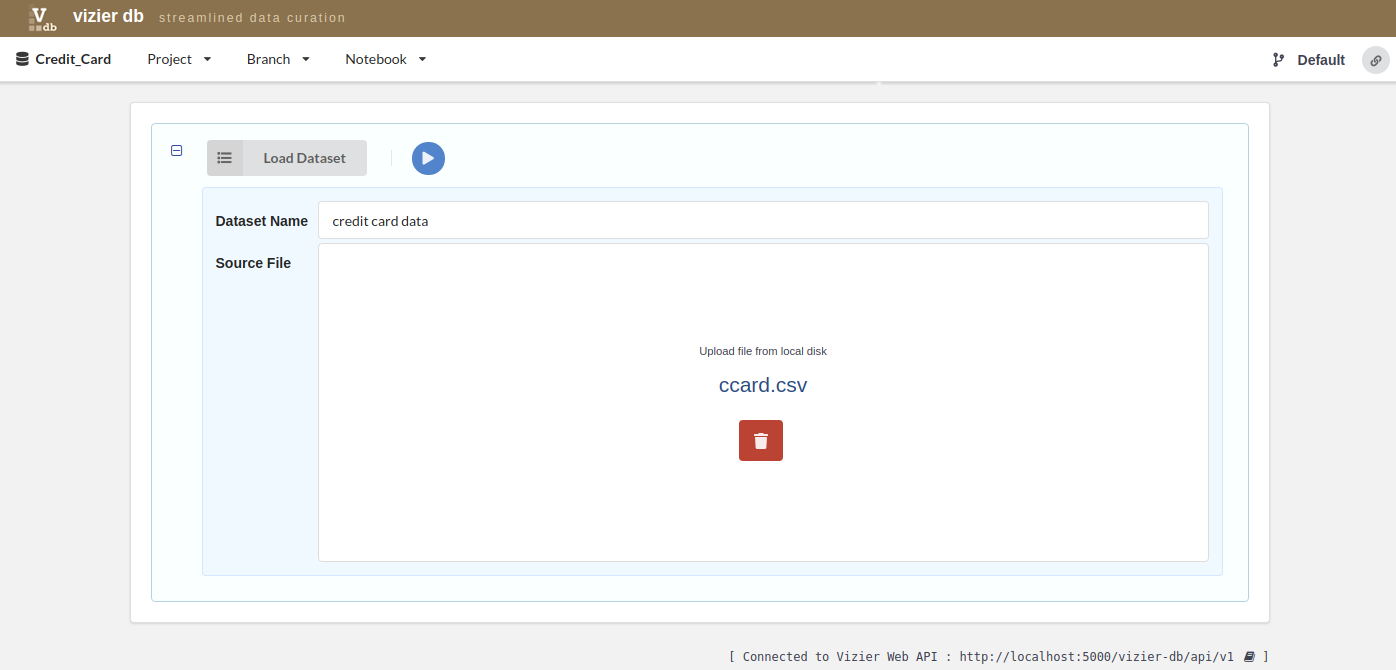 V db vizier db streamlined data curation
Credit_Card Project Branch Notebook Default
Load Dataset
Dataset Name credit card data
Source File
Upload file from local disk
ccard.csv
[ Connected to Vizier Web API : http://localhost:5000/vizier-db/api/v1 ]